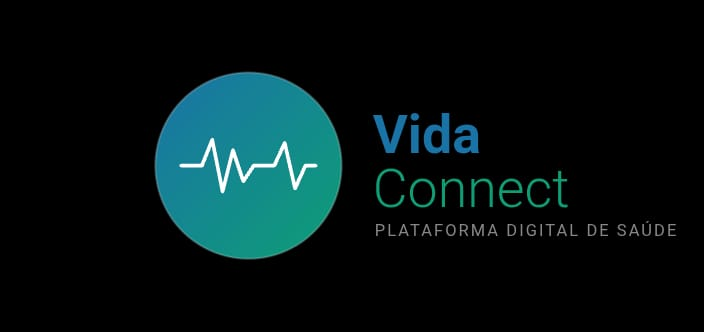 Vida
Connect
PLATAFORMA DIGITAL DE SAÚDE